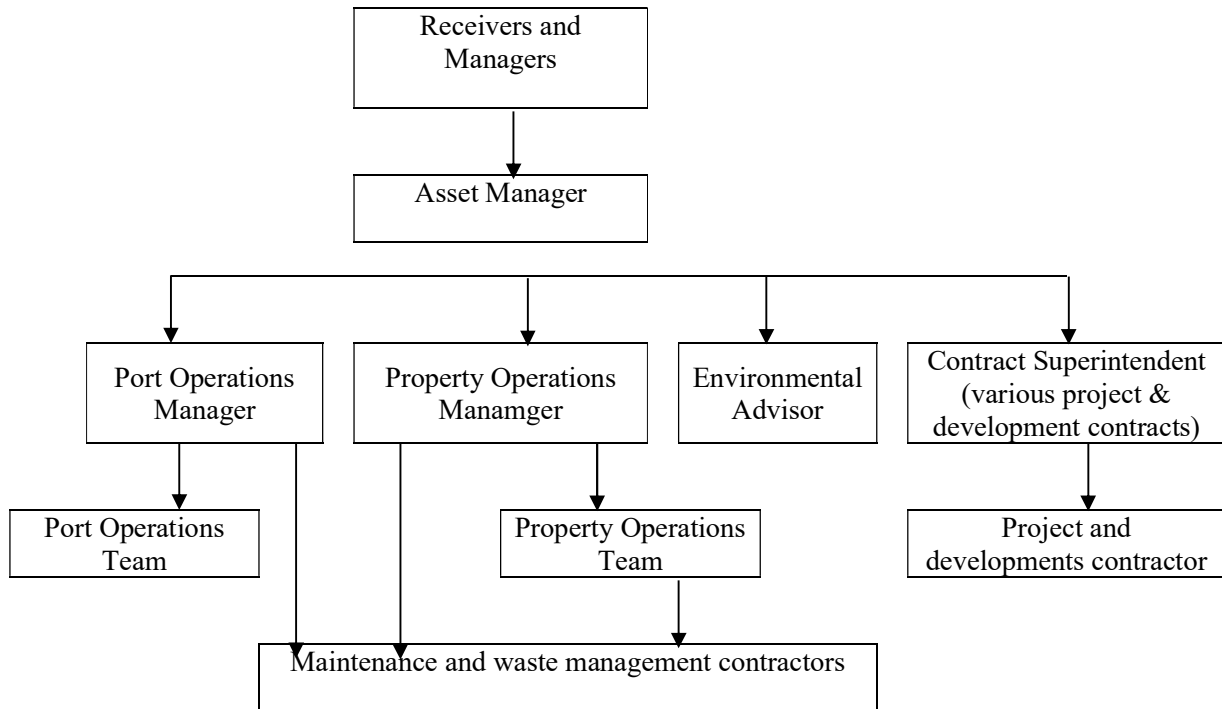 Receivers and
Managers
Asset Manager
Port Operations
Manager
Property Operations
Manamger
Environmental
Advisor
Contract Superintendent
(various project &
development contracts)
Port Operations
Team
Property Operations
Team
Project and
developments contractor
Maintenance and waste management contractors